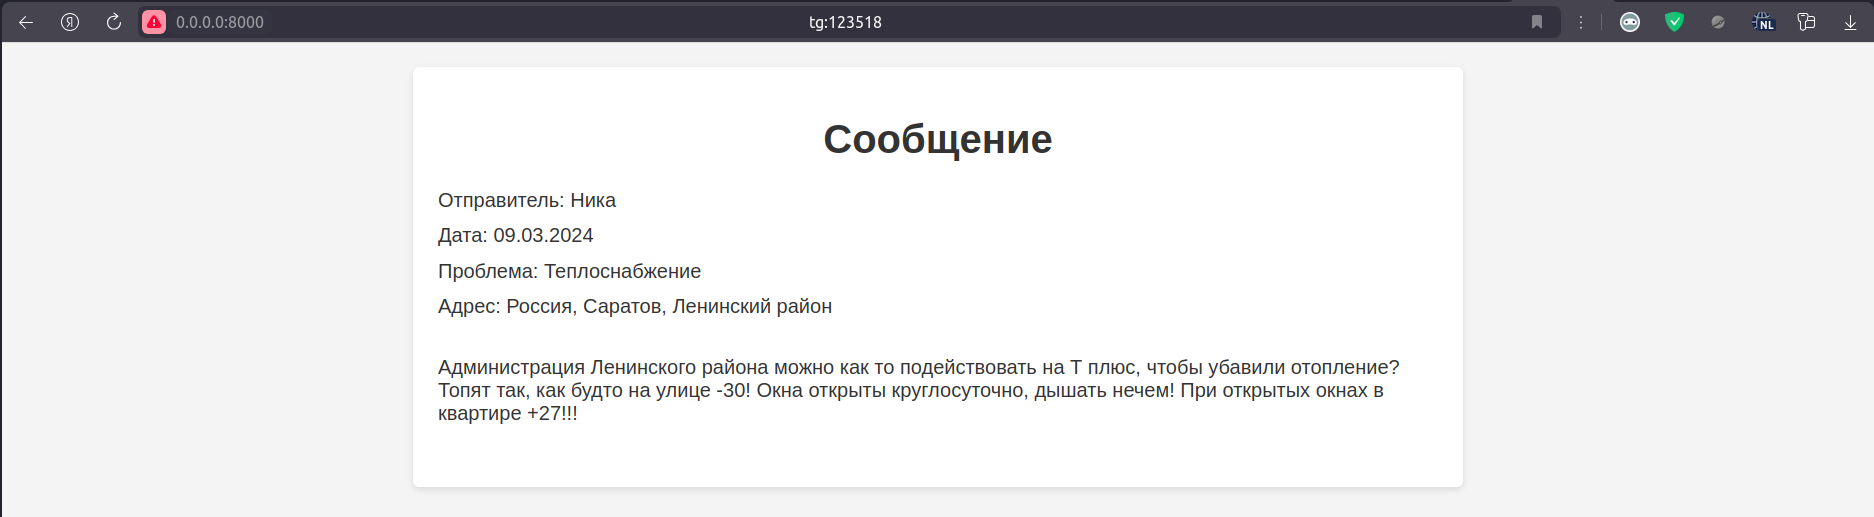 0.0.0.0:8000
tg:123518
NL
Сообщение
Отправитель: Ника
Дата: 09.03.2024
Проблема: Теплоснабжение
Адрес: Россия, Саратов, Ленинский район
Администрация Ленинского района можно как то подействовать на Т плюс, чтобы убавили отопление?
Топят так, как будто на улице -30! Окна открыты круглосуточно, дышать нечем! При открытых окнах в
квартире +27!!!